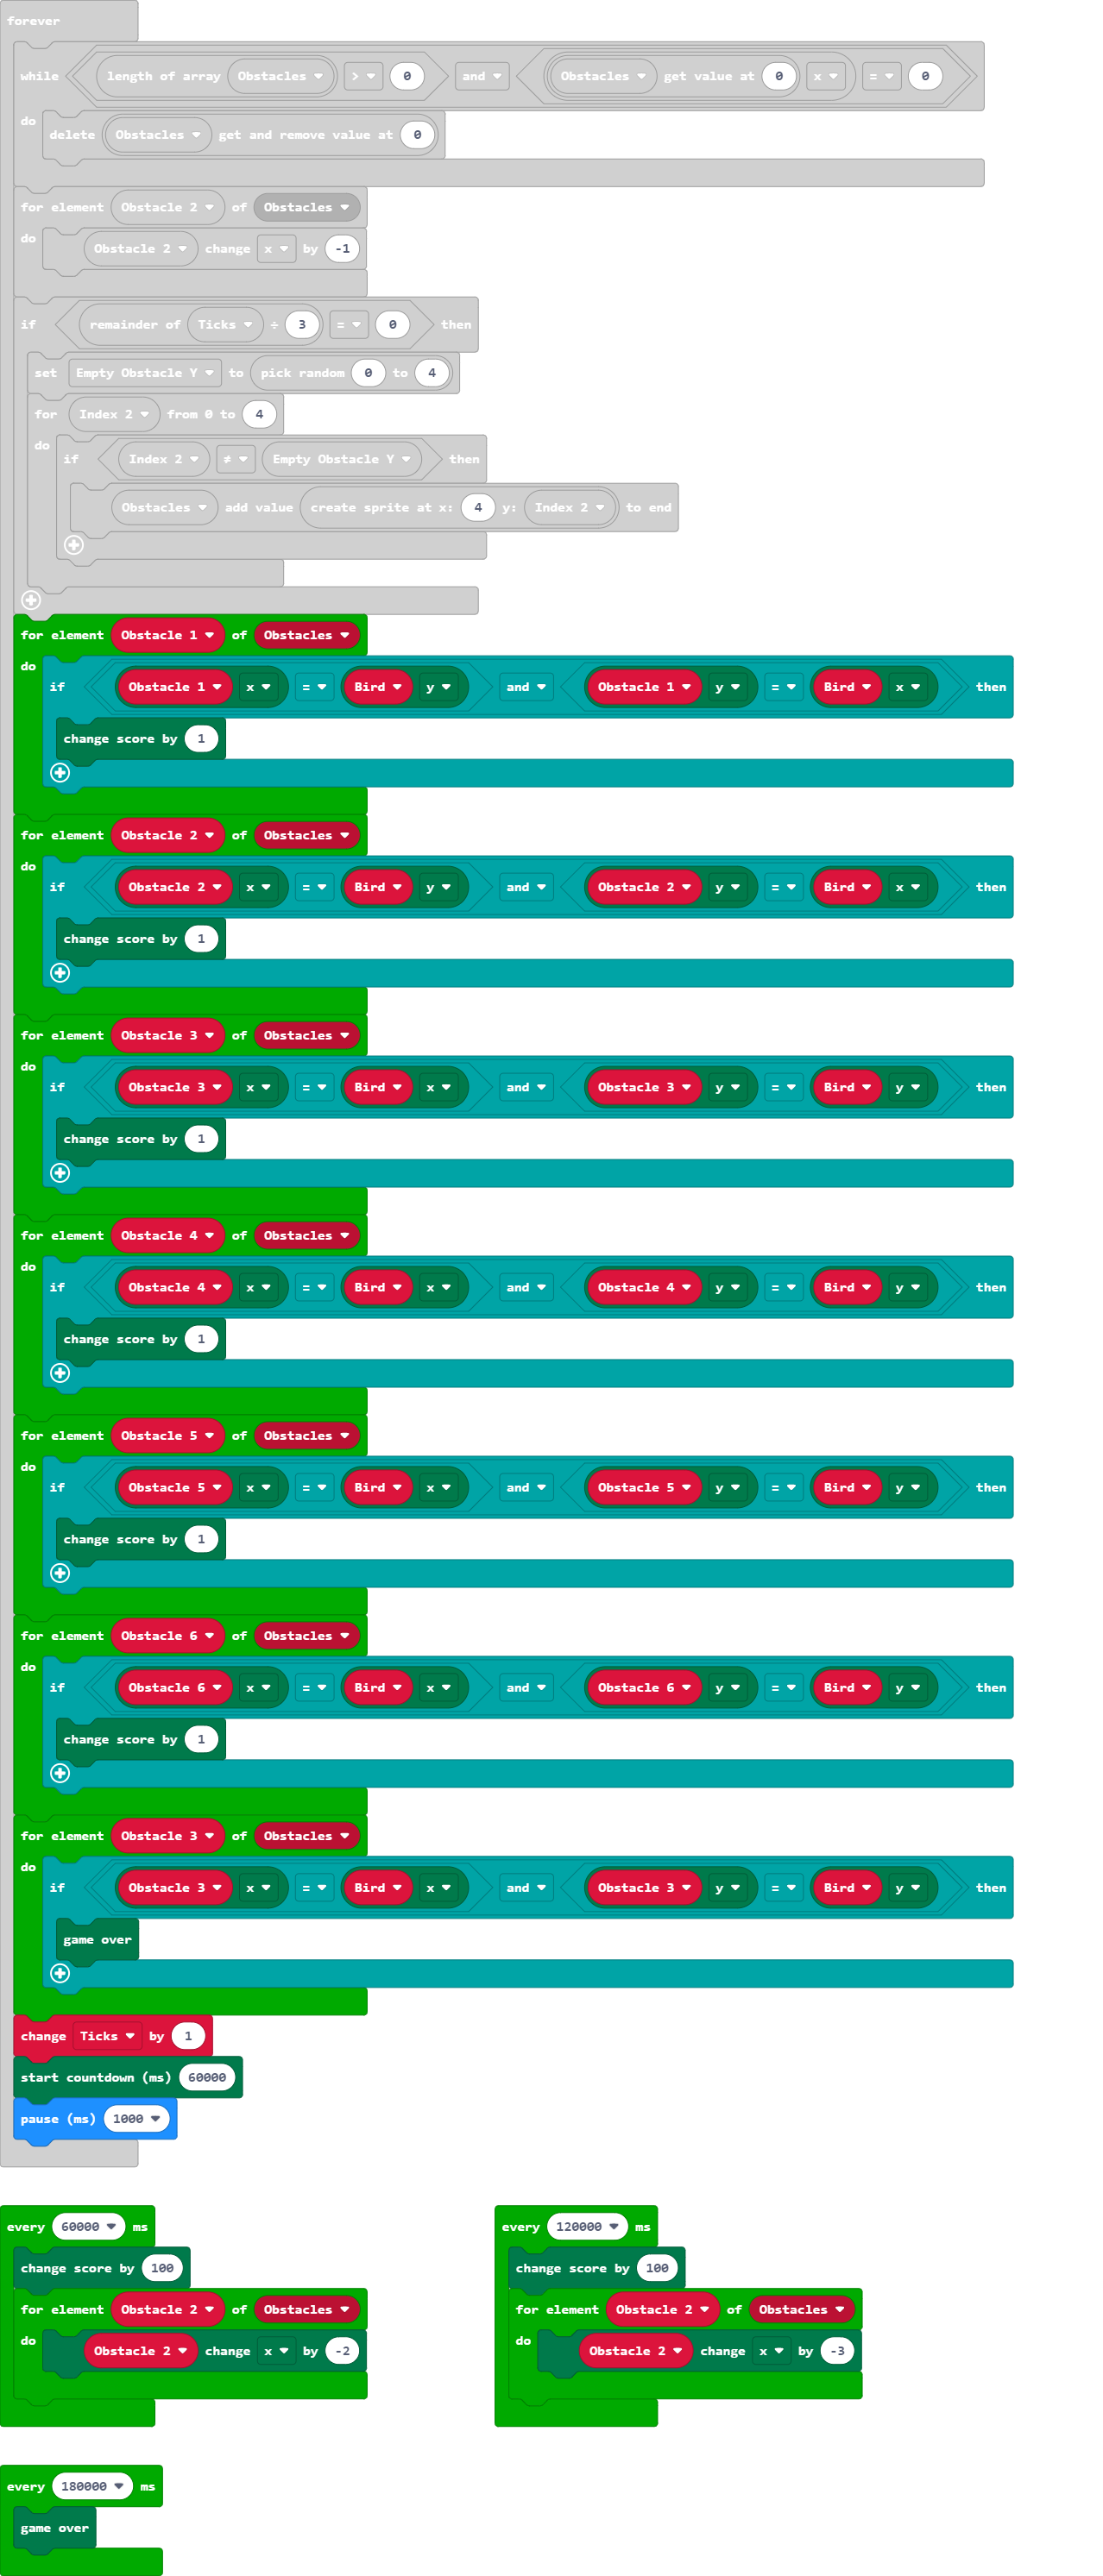 forever
while length of array Obstacles > 0 and Obstacles get value at 0 x = 0
do
delete Obstacles get and remove value at 0
for element Obstacle 2 of Obstacles
do
Obstacle 2 change x by -1
if remainder of Ticks ÷ 3 = 0 then
set Empty Obstacle Y to pick random 0 to 4
for Index 2 from 0 to 4
do
if Index 2 ≠ Empty Obstacle Y then
Obstacles add value create sprite at x: 4 y: Index 2 to end
for element Obstacle 1 of Obstacles
do
if Obstacle 1 x = Bird y and Obstacle 1 y = Bird x then
change score by 1
for element Obstacle 2 of Obstacles
do
if Obstacle 2 x = Bird y and Obstacle 2 y = Bird x then
change score by 1
for element Obstacle 3 of Obstacles
do
if Obstacle 3 x = Bird x and Obstacle 3 y = Bird y then
change score by 1
for element Obstacle 4 of Obstacles
do
if Obstacle 4 x = Bird x and Obstacle 4 y = Bird y then
change score by 1
for element Obstacle 5 of Obstacles
do
if Obstacle 5 x = Bird x and Obstacle 5 y = Bird y then
change score by 1
for element Obstacle 6 of Obstacles
do
if Obstacle 6 x = Bird x and Obstacle 6 y = Bird y then
change score by 1
for element Obstacle 3 of Obstacles
do
if Obstacle 3 x = Bird x and Obstacle 3 y = Bird y then
game over
change Ticks by 1
start countdown (ms) 60000
pause (ms) 1000
every 60000 ms
change score by 100
for element Obstacle 2 of Obstacles
do
Obstacle 2 change x by -2
every 120000 ms
change score by 100
for element Obstacle 2 of Obstacles
do
Obstacle 2 change x by -3
every 180000 ms
game over